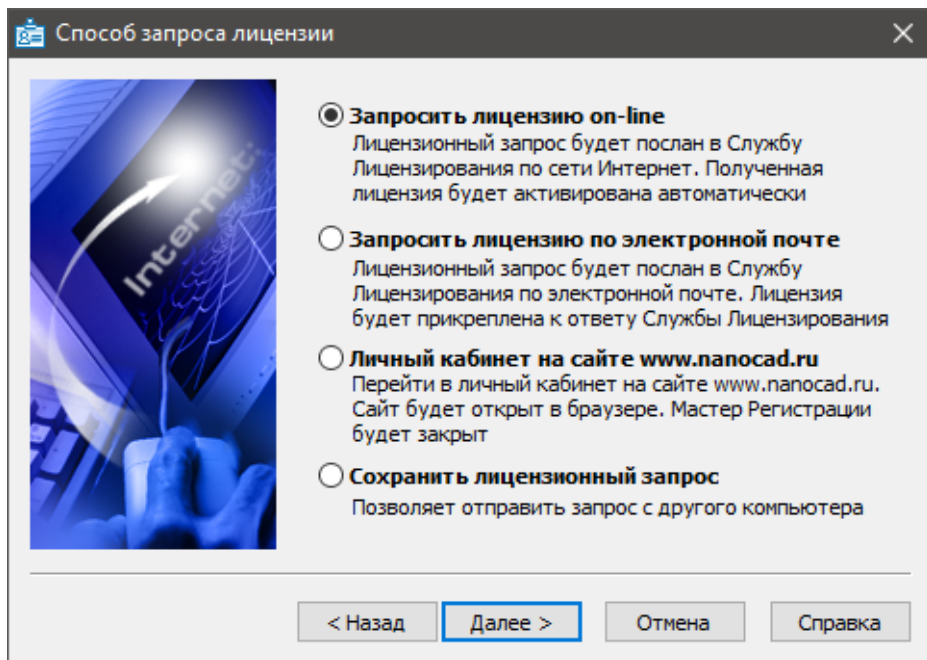 Способ запроса лицензии
Internet:
Запросить лицензию on-line
Лицензионный запрос будет послан в Службу
Лицензирования по сети Интернет. Полученная
лицензия будет активирована автоматически
Запросить лицензию по электронной почте
Лицензионный запрос будет послан в Службу
Лицензирования по электронной почте. Лицензия
будет прикреплена к ответу Службы Лицензирования
Личный кабинет на сайте www.nanocad.ru
Перейти в личный кабинет на сайте www.nanocad.ru.
Сайт будет открыт в браузере. Мастер Регистрации
будет закрыт
Сохранить лицензионный запрос
Позволяет отправить запрос с другого компьютера
< Назад
Далее >
Отмена
Справка